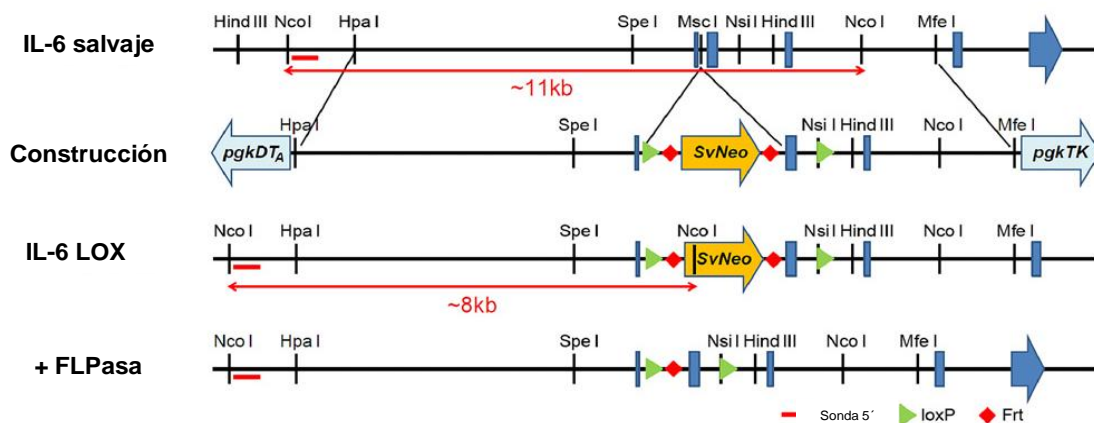 IL-6 salvaje
Hind III NcoI Hpa I Spe I Msc I Nsi I Hind III Nco I Mfe I
~11kb
Construcción
pgkDTA Hpa I Spe I SvNeo Nsi I Hind III Nco I Mfe I pgkTK
IL-6 LOX
Nco I Hpa I Spe I Nco I SvNeo Nsi I Hind III Nco I Mfe I
~8kb
+ FLPasa
Nco I Hpa I Spe I Nsi I Hind III Nco I Mfe I
Sonda 5´ loxP Frt